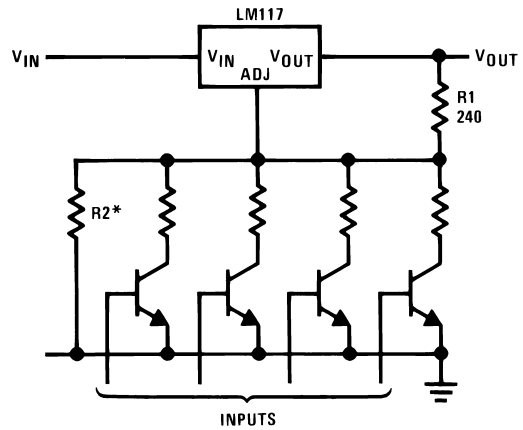 LM117
VIN
VIN
VOUT
VOUT
ADJ
R1
240
R2*
INPUTS